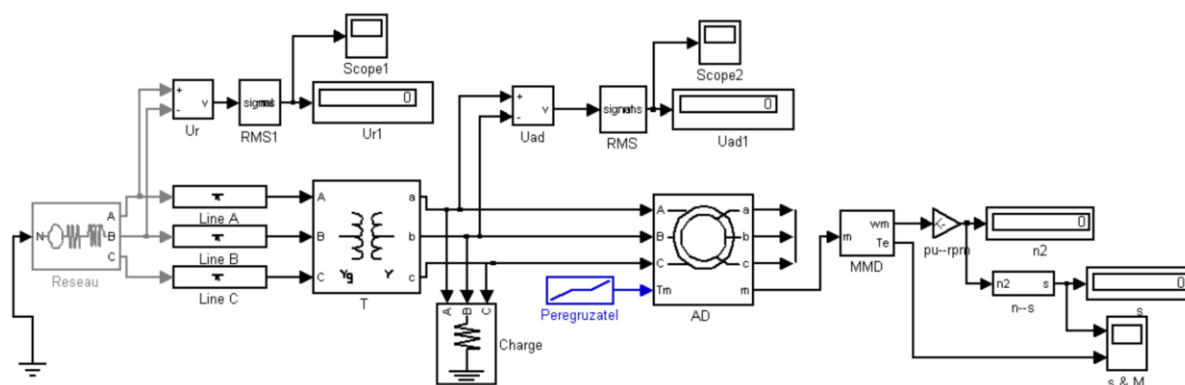 Scope1
Scope2
+
-
v
Ur
RMS1
0
Ur1
+
-
v
Uad
RMS
0
Uad1
N
A
B
C
Reseau
Line A
Line B
Line C
A
B
C
a
b
c
Yg
Y
T
A
B
C
Charge
Peregruzatel
A
B
C
Tm
a
b
c
m
AD
m
wm
Te
MMD
pu--rpm
0
n2
n2
s
n--s
0
s
s & M